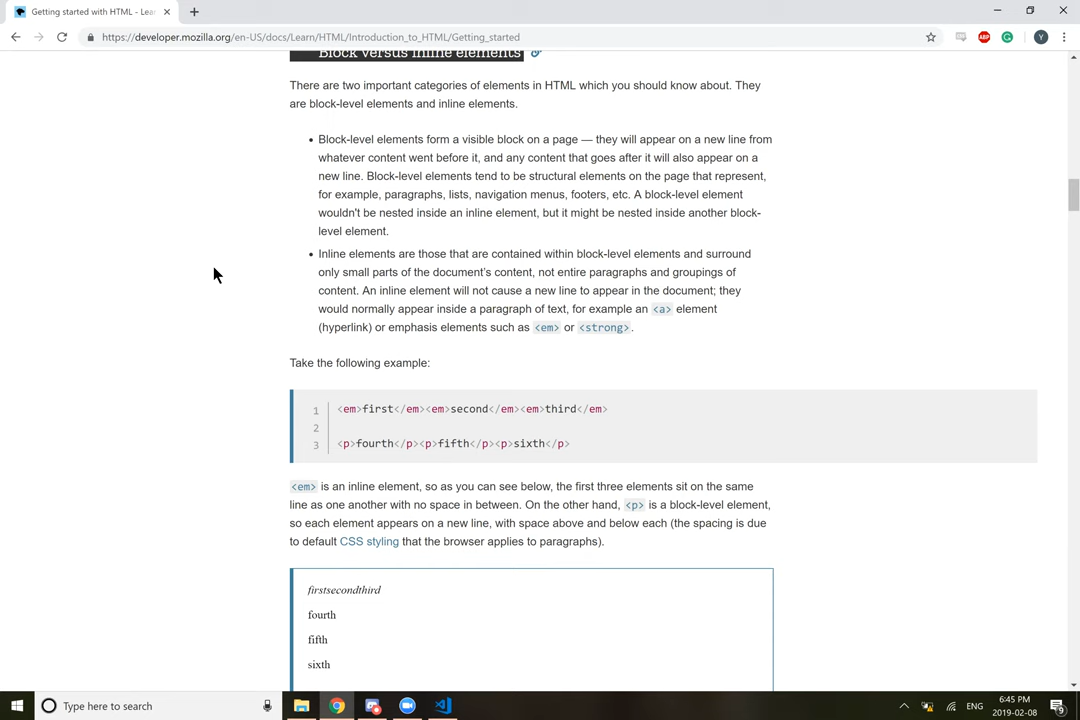 Getting started with HTML - Lea
https://developer.mozilla.org/en-US/docs/Learn/HTML/Introduction_to_HTML/Getting_started
ABP
G
Y
Block versus inline elements
There are two important categories of elements in HTML which you should know about. They
are block-level elements and inline elements.
Block-level elements form a visible block on a page — they will appear on a new line from
whatever content went before it, and any content that goes after it will also appear on a
new line. Block-level elements tend to be structural elements on the page that represent,
for example, paragraphs, lists, navigation menus, footers, etc. A block-level element
wouldn't be nested inside an inline element, but it might be nested inside another block-
level element.
Inline elements are those that are contained within block-level elements and surround
only small parts of the document's content, not entire paragraphs and groupings of
content. An inline element will not cause a new line to appear in the document; they
would normally appear inside a paragraph of text, for example an <a> element
(hyperlink) or emphasis elements such as <em> or <strong>.
Take the following example:
1 <em>first</em><em>second</em><em>third</em>
2
3 <p>fourth</p><p>fifth</p><p>sixth</p>
<em> is an inline element, so as you can see below, the first three elements sit on the same
line as one another with no space in between. On the other hand, <p> is a block-level element,
so each element appears on a new line, with space above and below each (the spacing is due
to default CSS styling that the browser applies to paragraphs).
firstsecondthird
fourth
fifth
sixth
Type here to search
ENG
6:45 PM
2019-02-08
9